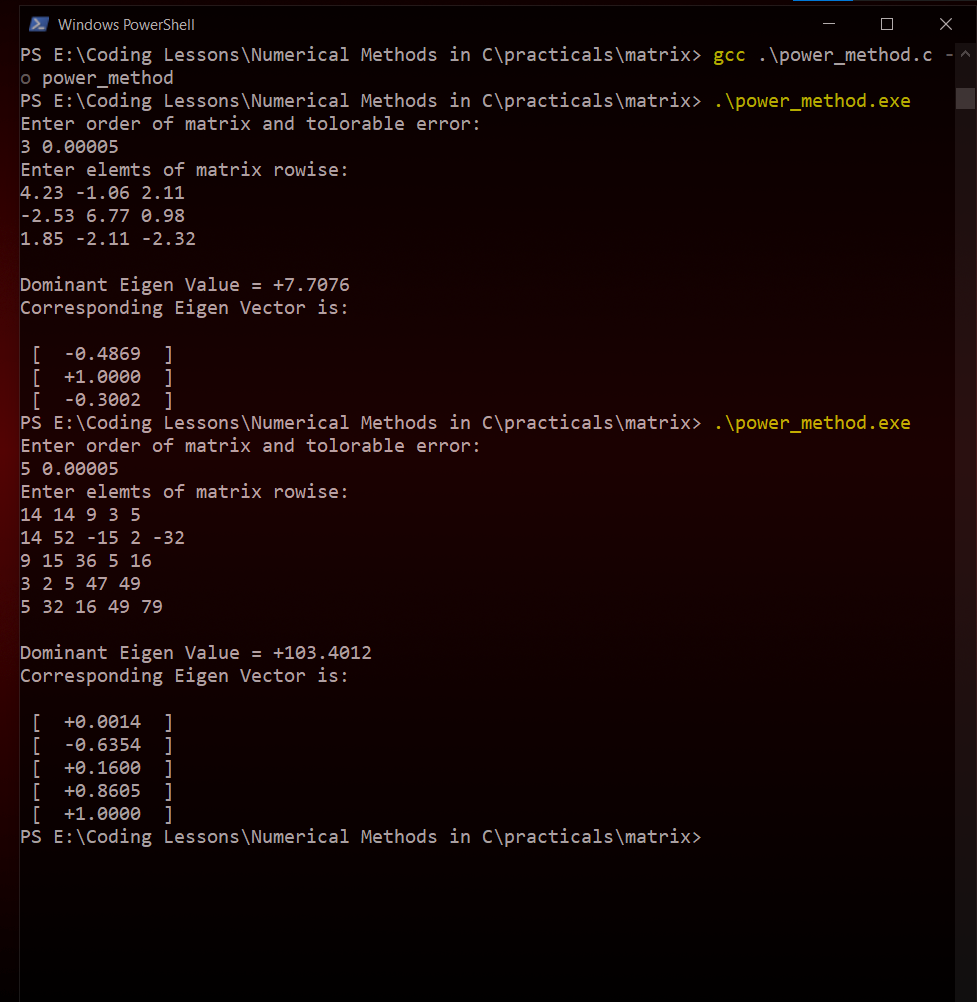 Windows PowerShell
PS E:\Coding Lessons\Numerical Methods in C\practicals\matrix> gcc .\power_method.c -
o power_method
PS E:\Coding Lessons\Numerical Methods in C\practicals\matrix> .\power_method.exe
Enter order of matrix and tolorable error:
3 0.00005
Enter elemts of matrix rowise:
4.23 -1.06 2.11
-2.53 6.77 0.98
1.85 -2.11 -2.32
Dominant Eigen Value = +7.7076
Corresponding Eigen Vector is:
[  -0.4869  ]
[  +1.0000  ]
[  -0.3002  ]
PS E:\Coding Lessons\Numerical Methods in C\practicals\matrix> .\power_method.exe
Enter order of matrix and tolorable error:
5 0.00005
Enter elemts of matrix rowise:
14 14 9 3 5
14 52 -15 2 -32
9 15 36 5 16
3 2 5 47 49
5 32 16 49 79
Dominant Eigen Value = +103.4012
Corresponding Eigen Vector is:
[  +0.0014  ]
[  -0.6354  ]
[  +0.1600  ]
[  +0.8605  ]
[  +1.0000  ]
PS E:\Coding Lessons\Numerical Methods in C\practicals\matrix>